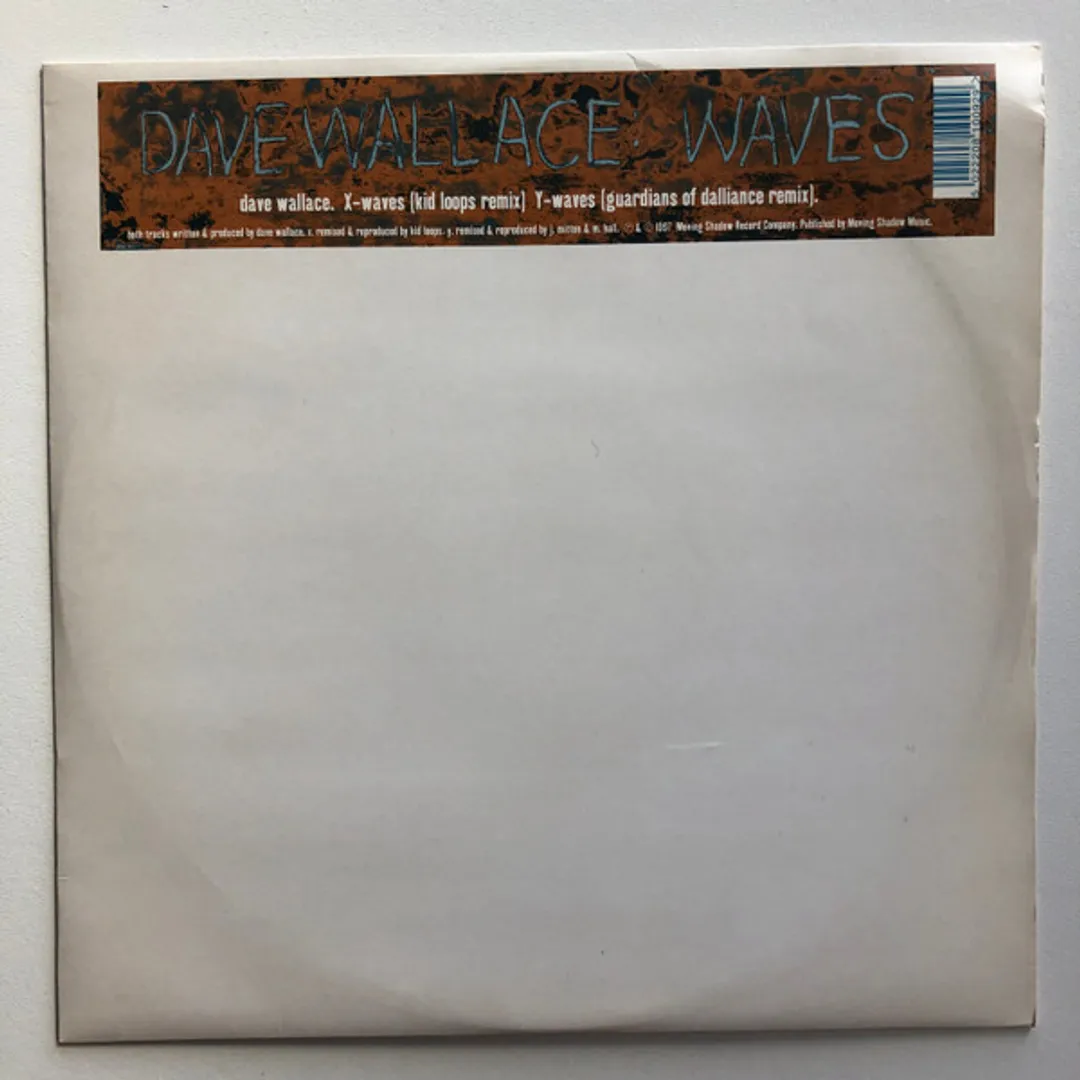 DAVE WALLACE: WAVES
dave wallace. X-waves (kid loops remix) Y-waves (guardians of dalliance remix).
both tracks written & produced by dave wallace. x. remixed & reproduced by kid loops. y. remixed & reproduced by j. mitton & w. hall. ℗ & © 1997 Moving Shadow Record Company. Published by Moving Shadow Music.